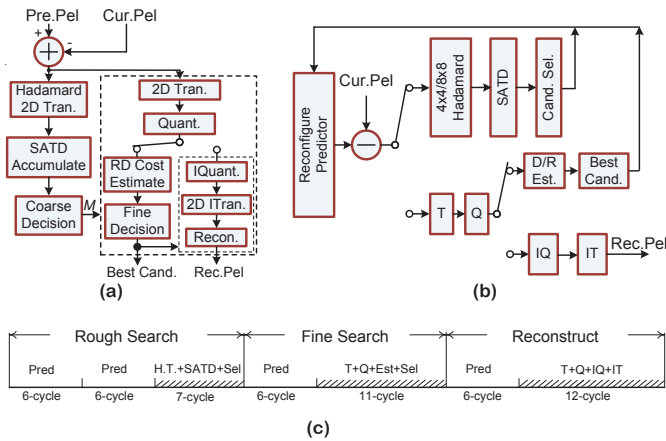 Pre.Pel
Cur.Pel
+
-
Hadamard
2D Tran.
SATD
Accumulate
Coarse
Decision
M
2D Tran.
Quant.
RD Cost
Estimate
Fine
Decision
IQuant.
2D ITran.
Recon.
Best Cand.
Rec.Pel
(a)
Reconfigure
Predictor
Cur.Pel
4x4/8x8
Hadamard
SATD
Cand. Sel.
T
Q
D/R
Est.
Best
Cand.
IQ
IT
Rec.Pel
(b)
Rough Search
Fine Search
Reconstruct
Pred
Pred
H.T.+SATD+Sel
Pred
T+Q+Est+Sel
Pred
T+Q+IQ+IT
6-cycle
6-cycle
7-cycle
6-cycle
11-cycle
6-cycle
12-cycle
(c)